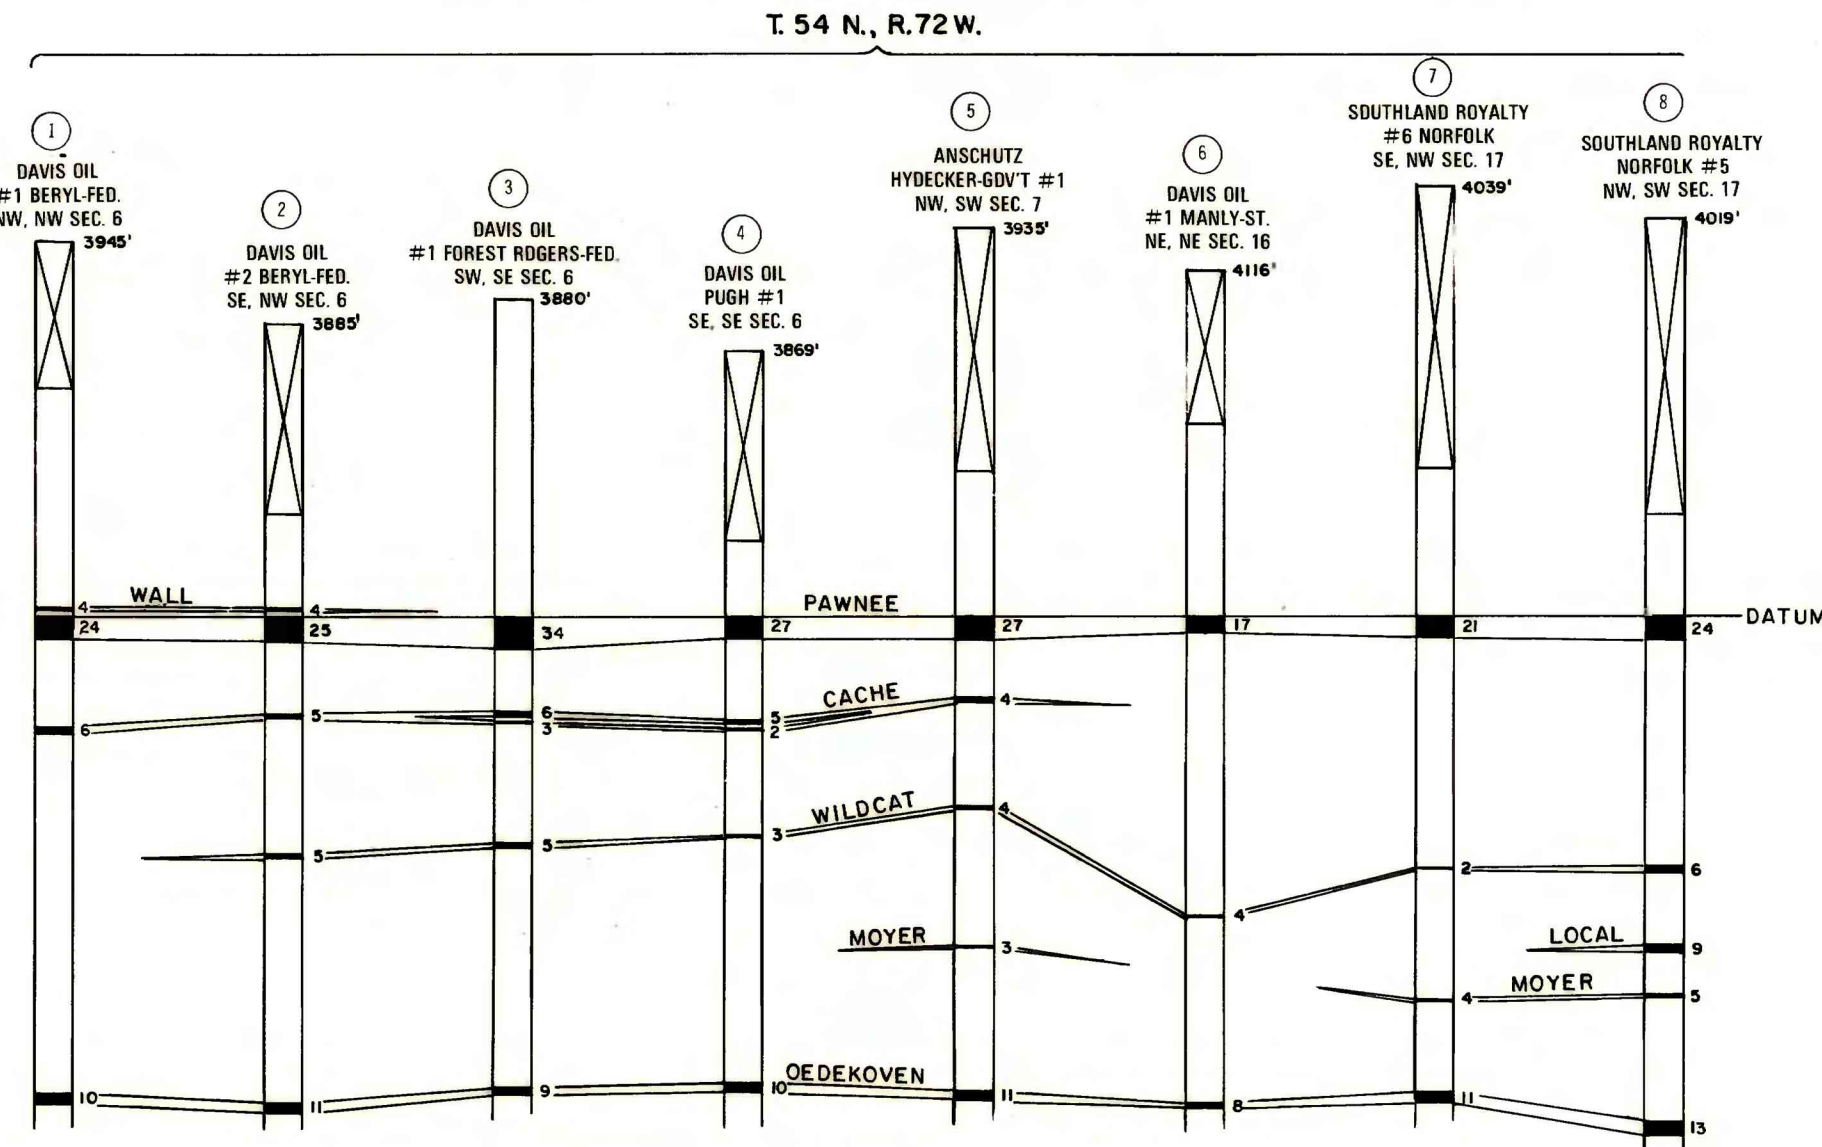 T. 54 N., R.72W.
1
DAVIS OIL
#1 BERYL-FED.
NW, NW SEC. 6
3945'
2
DAVIS OIL
#2 BERYL-FED.
SE, NW SEC. 6
3885'
3
DAVIS OIL
#1 FOREST RDGERS-FED.
SW, SE SEC. 6
3880'
4
DAVIS OIL
PUGH #1
SE, SE SEC. 6
3869'
5
ANSCHUTZ
HYDECKER-GDV'T #1
NW, SW SEC. 7
3935'
6
DAVIS OIL
#1 MANLY-ST.
NE, NE SEC. 16
4116'
7
SDUTHLAND ROYALTY
#6 NORFOLK
SE, NW SEC. 17
4039'
8
SOUTHLAND ROYALTY
NORFOLK #5
NW, SW SEC. 17
4019'
WALL
4
4
PAWNEE
DATUM
24
25
34
27
27
17
21
24
CACHE
6
5
6
3
5
2
4
WILDCAT
5
5
3
4
4
2
6
LOCAL
9
MOYER
3
MOYER
4
5
OEDEKOVEN
10
11
9
10
11
8
11
13